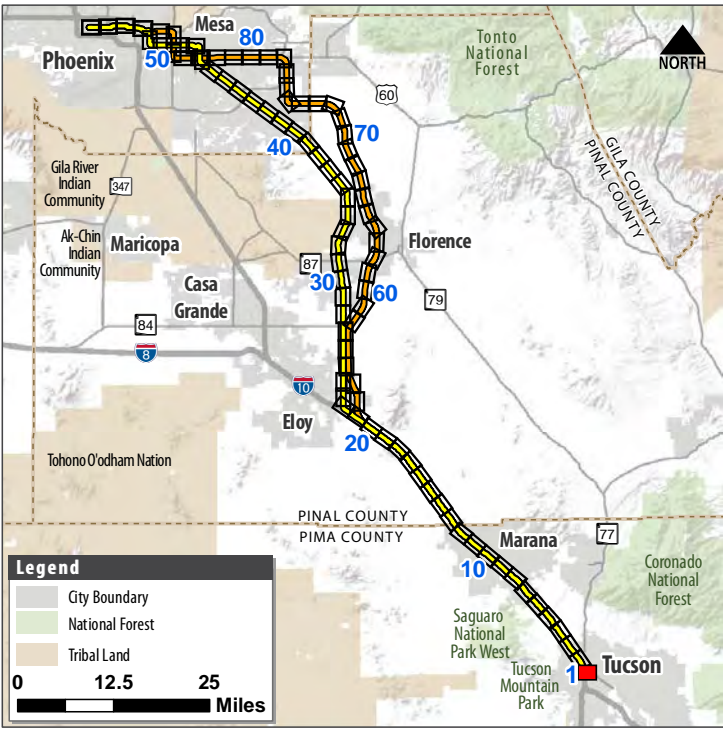 Mesa
80
Phoenix
50
Tonto
National
Forest
NORTH
60
70
40
GILA COUNTY
PINAL COUNTY
Gila River
Indian
Community
347
Ak-Chin
Indian
Community
Maricopa
Florence
87
30
60
Casa
Grande
79
84
8
10
Eloy
20
Tohono O'odham Nation
PINAL COUNTY
PIMA COUNTY
Marana
77
10
Coronado
National
Forest
Saguaro
National
Park West
Tucson
Mountain
Park
1
Tucson
Legend
City Boundary
National Forest
Tribal Land
0 12.5 25
Miles